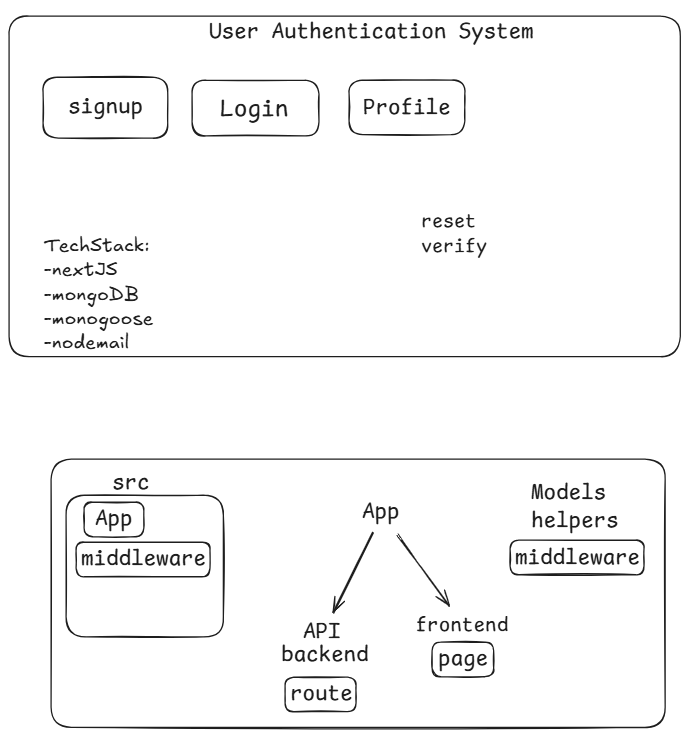 User Authentication System
signup
Login
Profile
reset
verify
TechStack:
-nextJS
-mongoDB
-monogoose
-nodemail
src
App
middleware
App
API
backend
route
frontend
page
Models
helpers
middleware